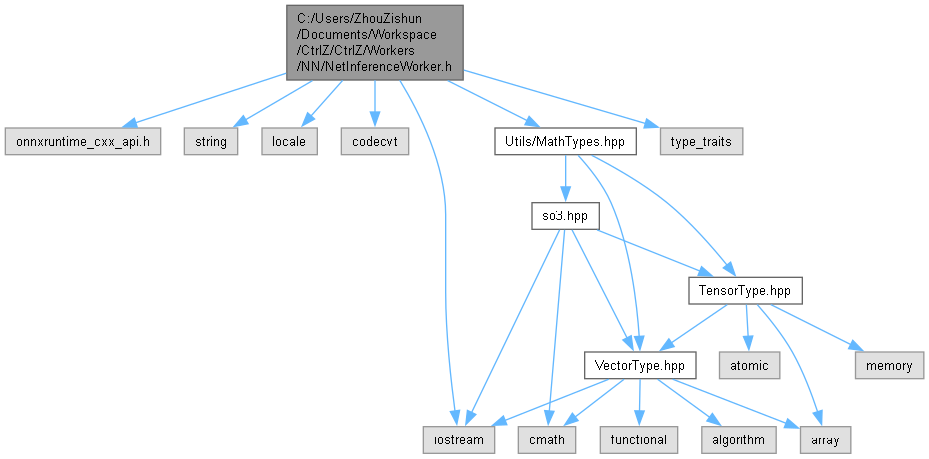 C:/Users/ZhouZishun
/Documents/Workspace
/CtrlZ/CtrlZ/Workers
/NN/NetInferenceWorker.h
onnxruntime_cxx_api.h
string
locale
codecvt
Utils/MathTypes.hpp
type_traits
so3.hpp
TensorType.hpp
VectorType.hpp
atomic
memory
iostream
cmath
functional
algorithm
array